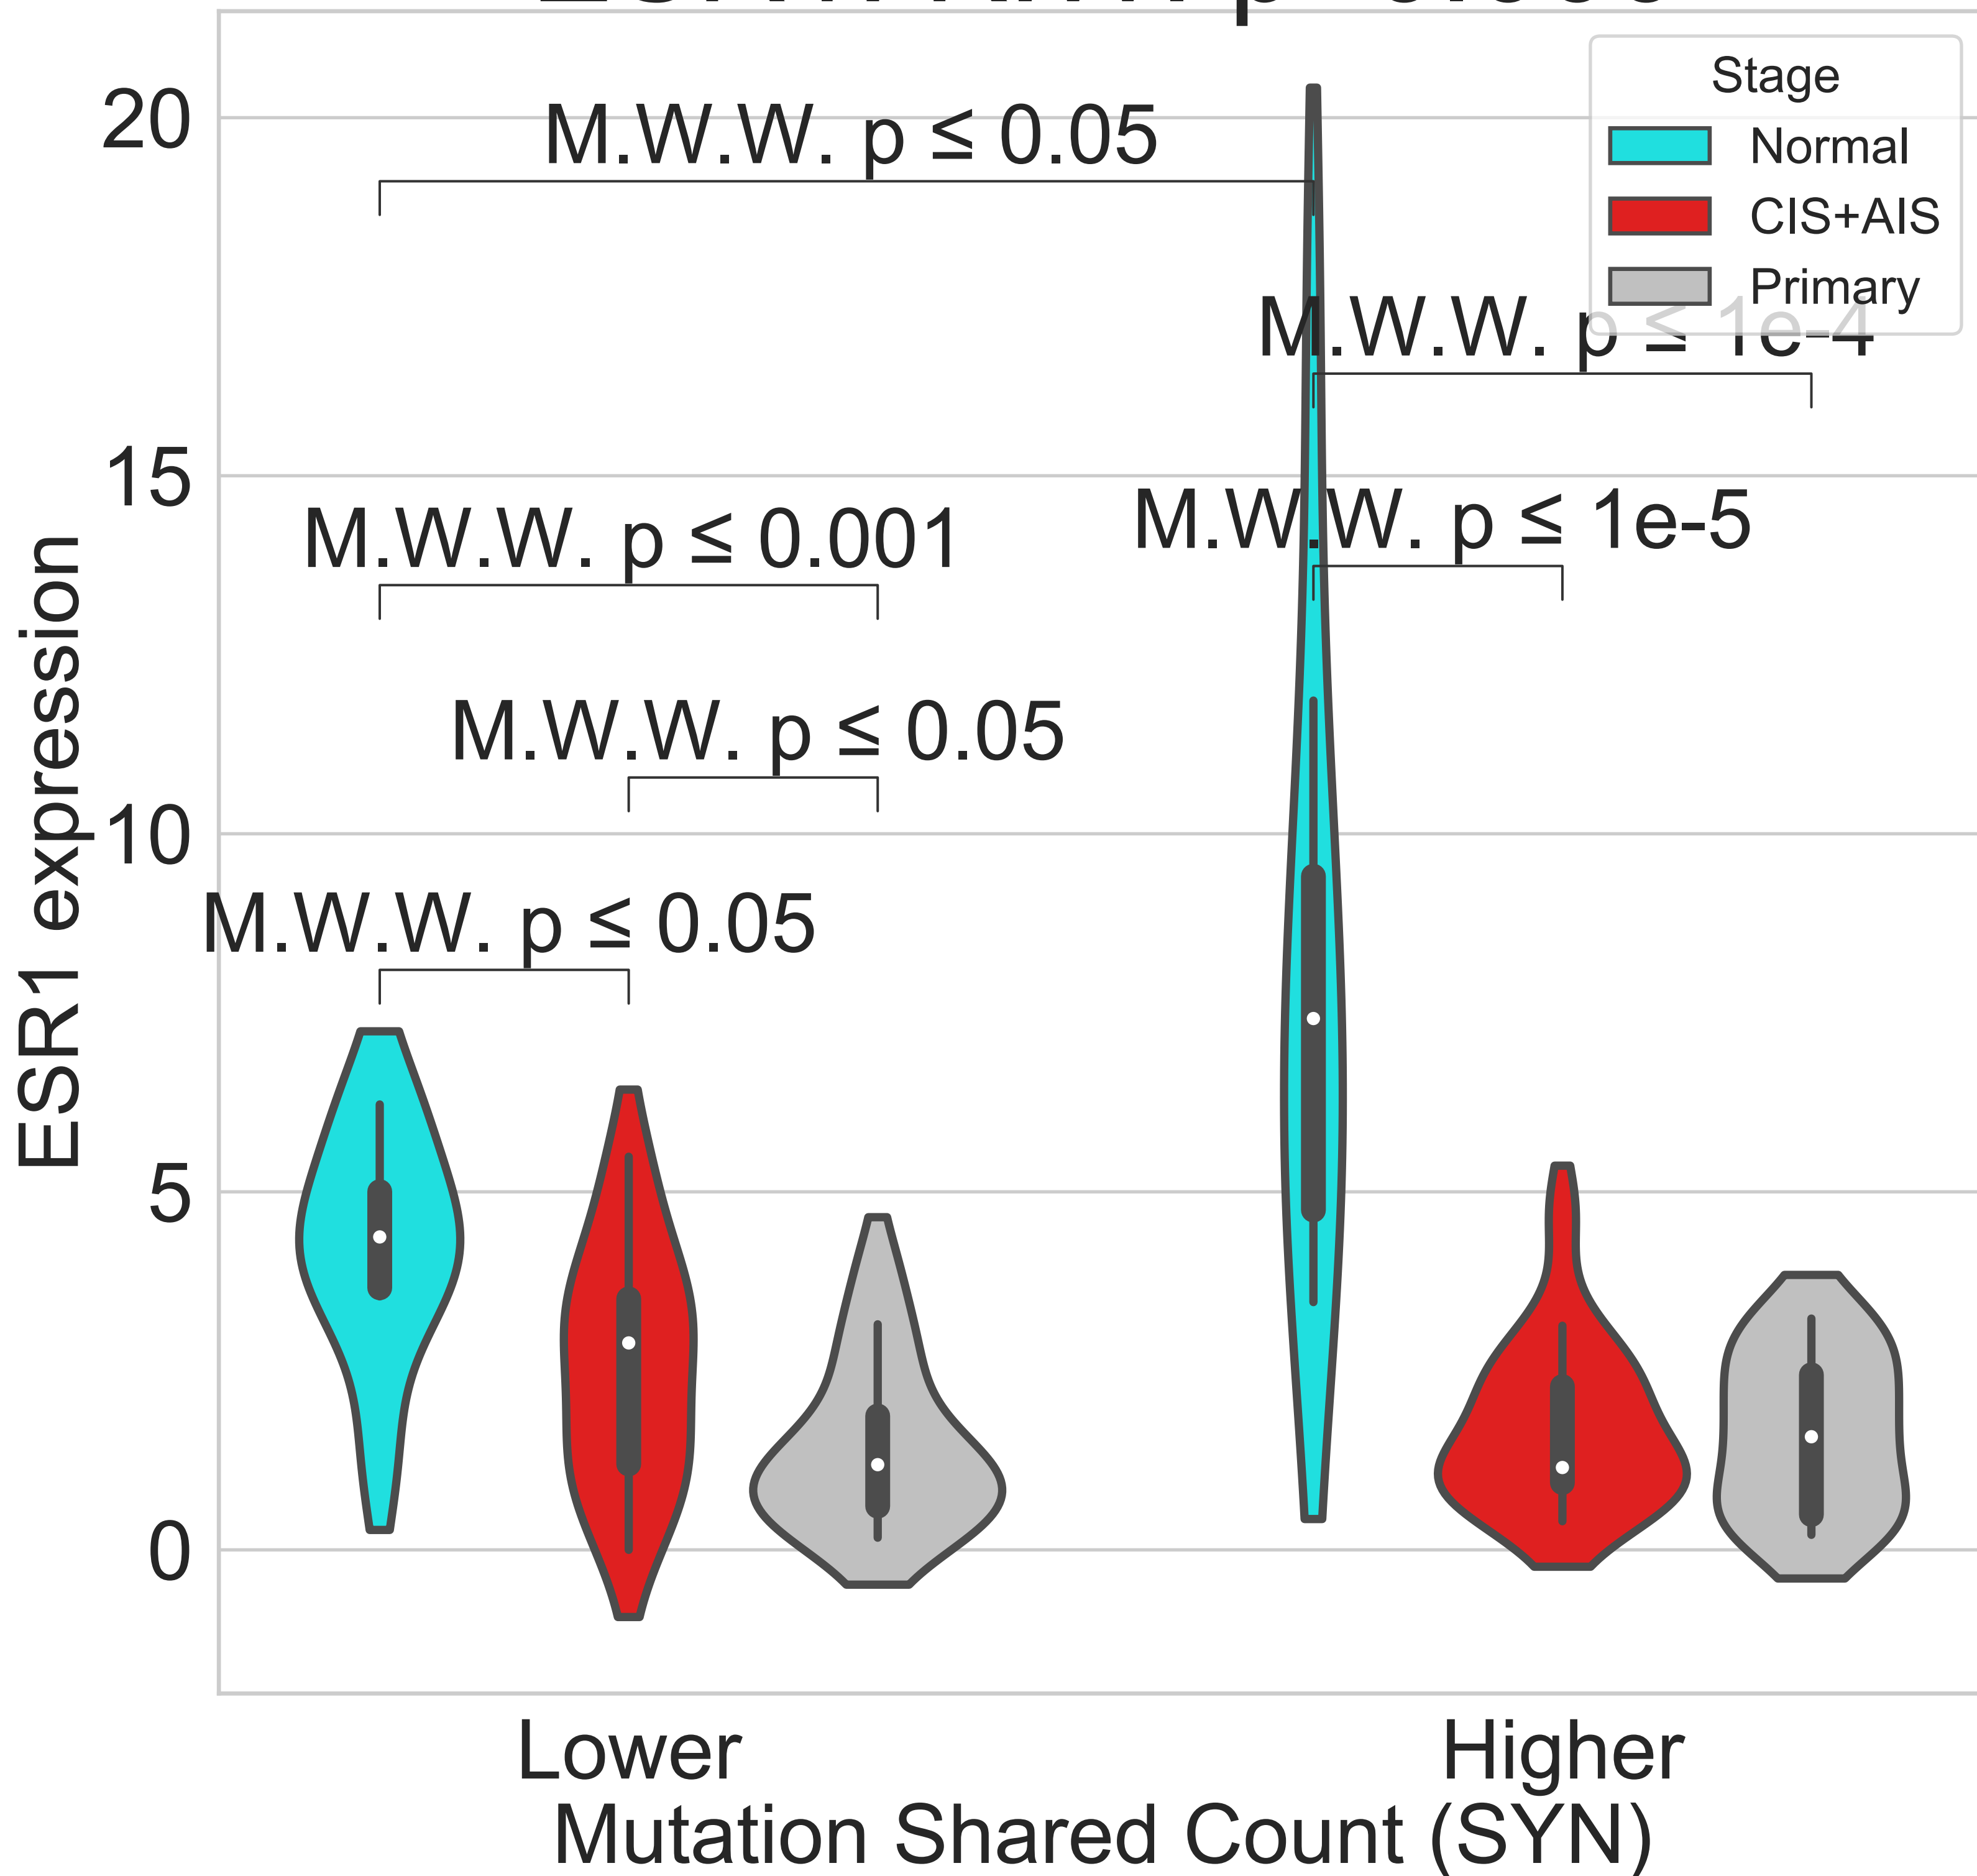 Stage
Normal
CIS+AIS
Primary
20
15
10
5
0
ESR1 expression
M.W.W. p ≤ 0.05
M.W.W. p ≤ 1e-4
M.W.W. p ≤ 0.001
M.W.W. p ≤ 1e-5
M.W.W. p ≤ 0.05
M.W.W. p ≤ 0.05
Lower
Higher
Mutation Shared Count (SYN)